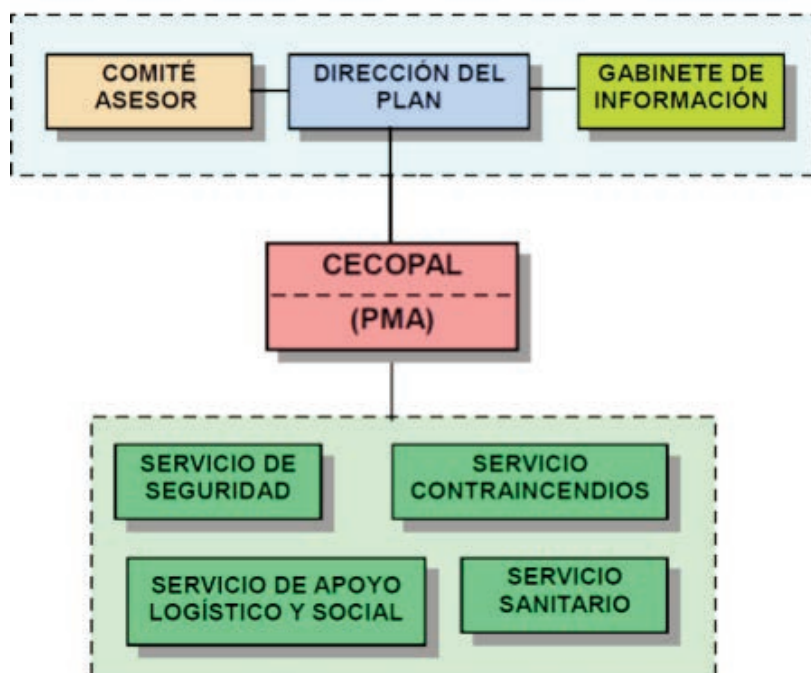 COMITÉ
ASESOR
DIRECCIÓN DEL
PLAN
GABINETE DE
INFORMACIÓN
CECOPAL
(PMA)
SERVICIO DE
SEGURIDAD
SERVICIO
CONTRAINCENDIOS
SERVICIO DE APOYO
LOGÍSTICO Y SOCIAL
SERVICIO
SANITARIO